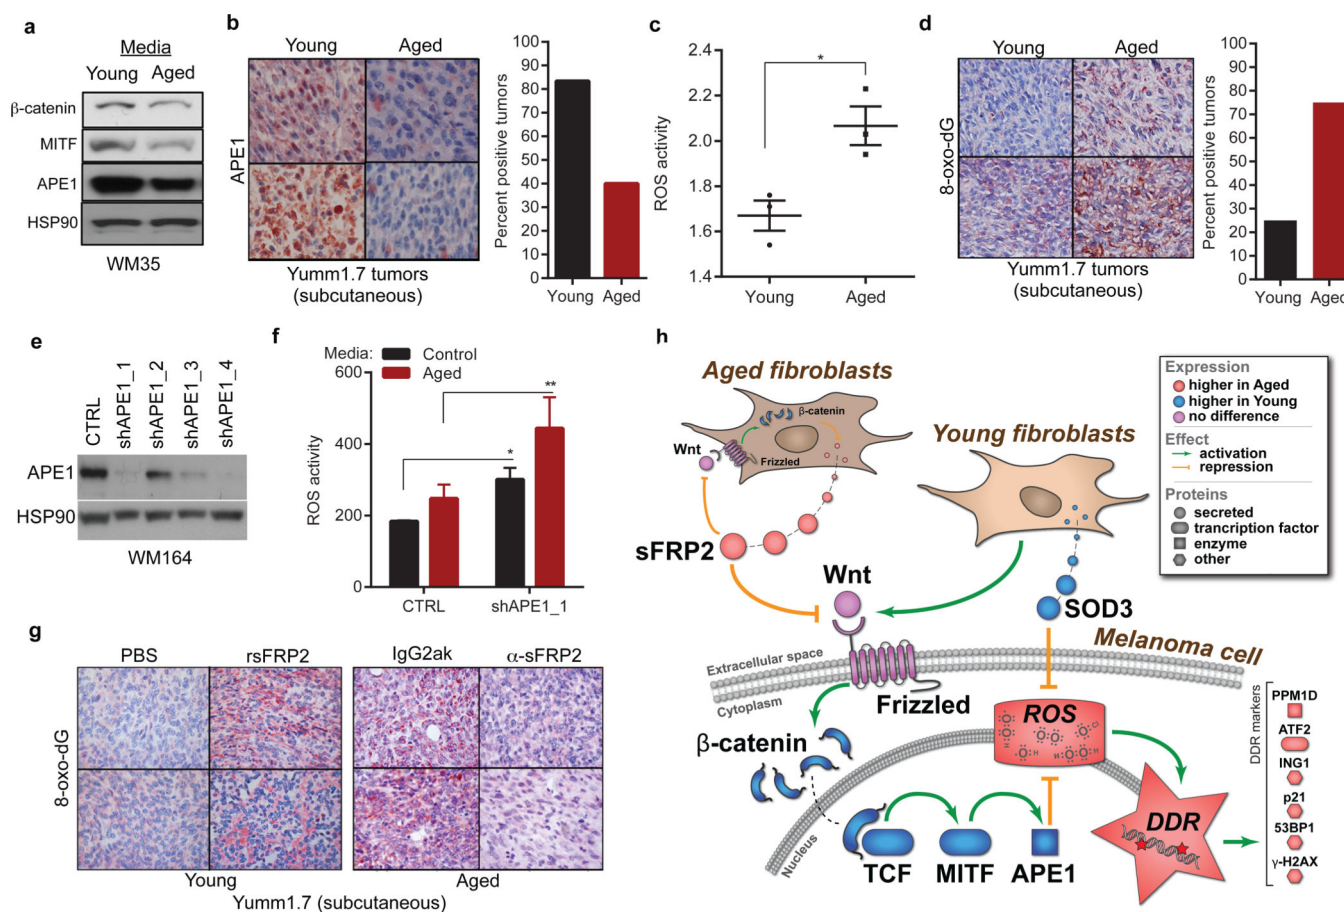 a
Media
Young Aged
β-catenin
MITF
APE1
HSP90
WM35
b
Young Aged
APE1
Yumm1.7 tumors
(subcutaneous)
Percent positive tumors
100
90
80
70
60
50
40
30
20
10
0
Young Aged
c
ROS activity
2.4
2.2
2.0
1.8
1.6
1.4
*
Young Aged
d
Young Aged
8-oxo-dG
Yumm1.7 tumors
(subcutaneous)
Percent positive tumors
100
90
80
70
60
50
40
30
20
10
0
Young Aged
e
CTRL
shAPE1_1
shAPE1_2
shAPE1_3
shAPE1_4
APE1
HSP90
WM164
f
Media: Control
Aged
ROS activity
600
400
200
0
**
*
CTRL shAPE1_1
g
PBS rsFRP2 IgG2ak α-sFRP2
8-oxo-dG
Young Aged
Yumm1.7 (subcutaneous)
h
Aged fibroblasts
β-catenin
Wnt
Frizzled
sFRP2
Young fibroblasts
Wnt
SOD3
Melanoma cell
Extracellular space
Cytoplasm
Frizzled
β-catenin
Nucleus
TCF MITF APE1
ROS
DDR
DDR markers
PPM1D
ATF2
ING1
p21
53BP1
γ-H2AX
Expression
higher in Aged
higher in Young
no difference
Effect
activation
repression
Proteins
secreted
trancription factor
enzyme
other